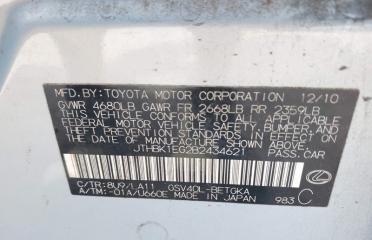 MFD.BY:TOYOTA MOTOR CORPORATION 12/10
GVWR 4680LB GAWR FR 2668LB RR 2359LB
THIS VEHICLE CONFORMS TO ALL APPLICABLE
FEDERAL MOTOR VEHICLE SAFETY, BUMPER, AND
THEFT PREVENTION STANDARDS IN EFFECT ON
THE DATE OF MANUFACTURE SHOWN ABOVE.
JTHBK1EG2B2434621 PASS.CAR
C/TR:8U9/LA11 GSV40L-BETGKA
A/TM:-01A/U660E MADE IN JAPAN 983 C